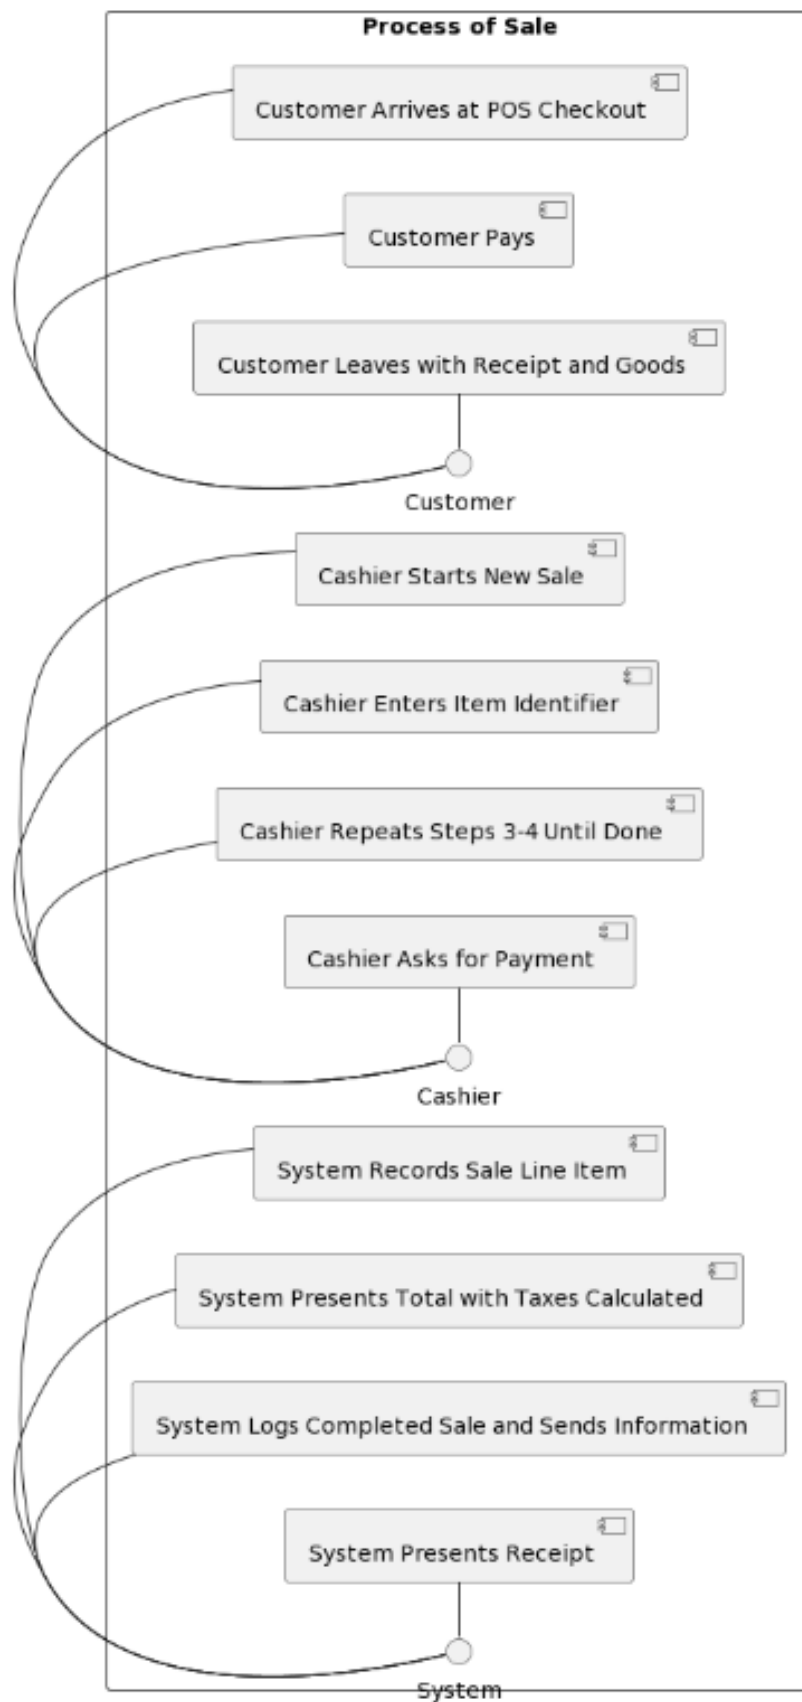 Process of Sale
Customer Arrives at POS Checkout
Customer Pays
Customer Leaves with Receipt and Goods
Customer
Cashier Starts New Sale
Cashier Enters Item Identifier
Cashier Repeats Steps 3-4 Until Done
Cashier Asks for Payment
Cashier
System Records Sale Line Item
System Presents Total with Taxes Calculated
System Logs Completed Sale and Sends Information
System Presents Receipt
System